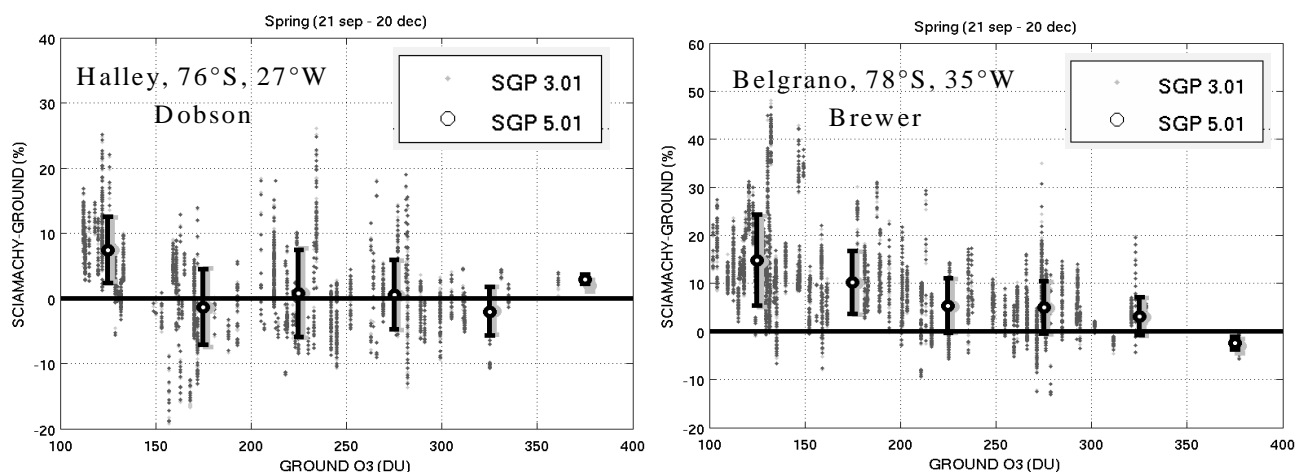 Spring (21 sep - 20 dec)
40
30
20
10
0
-10
-20
100
150
200
250
300
350
400
SCIAMACHY-GROUND (%)
GROUND O3 (DU)
Halley, 76°S, 27°W
Dobson
SGP 3.01
SGP 5.01
Spring (21 sep - 20 dec)
60
50
40
30
20
10
0
-10
-20
100
150
200
250
300
350
400
SCIAMACHY-GROUND (%)
GROUND O3 (DU)
Belgrano, 78°S, 35°W
Brewer
SGP 3.01
SGP 5.01